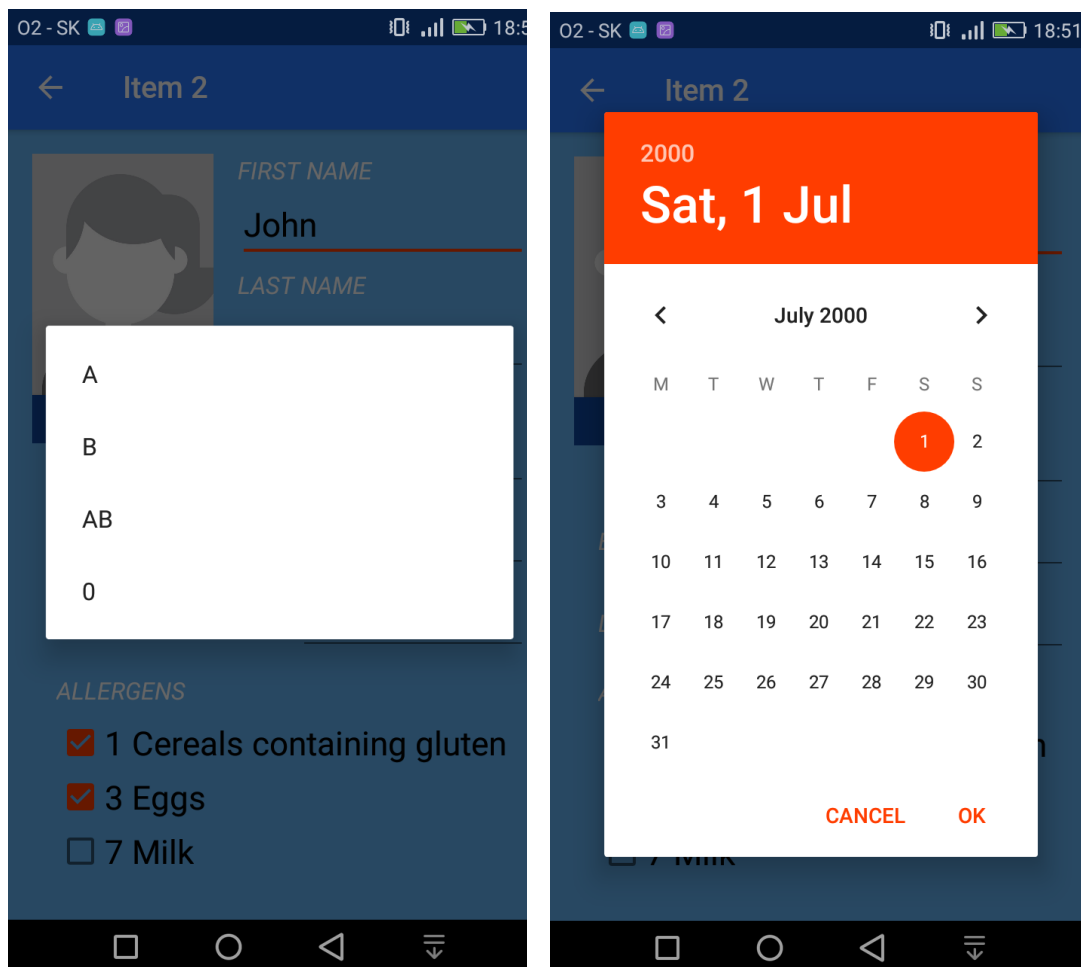 O2 - SK 18:5
Item 2
FIRST NAME
John
LAST NAME
A
B
AB
0
ALLERGENS
1 Cereals containing gluten
3 Eggs
7 Milk
O2 - SK 18:51
Item 2
2000
Sat, 1 Jul
July 2000
M T W T F S S
1 2
3 4 5 6 7 8 9
10 11 12 13 14 15 16
17 18 19 20 21 22 23
24 25 26 27 28 29 30
31
CANCEL OK
7 Milk